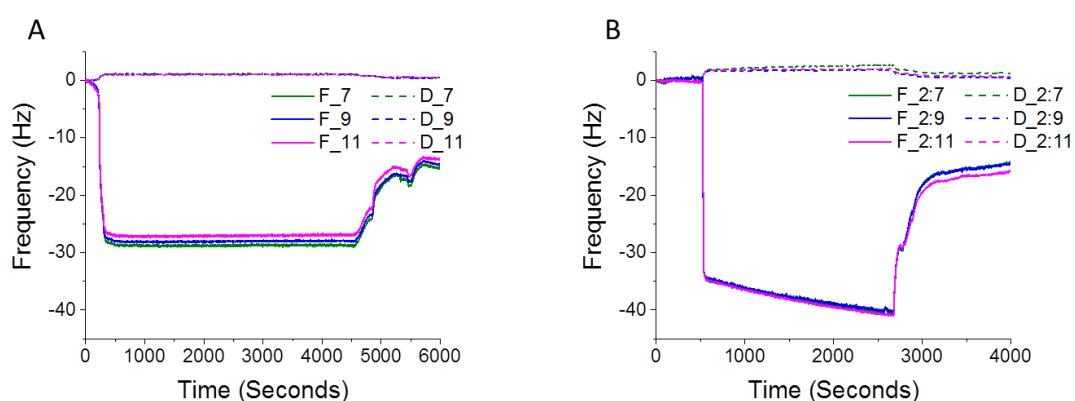 A
Frequency (Hz)
0
-10
-20
-30
-40
F_7 D_7
F_9 D_9
F_11 D_11
0 1000 2000 3000 4000 5000 6000
Time (Seconds)
B
Frequency (Hz)
0
-10
-20
-30
-40
F_2:7 D_2:7
F_2:9 D_2:9
F_2:11 D_2:11
0 1000 2000 3000 4000
Time (Seconds)